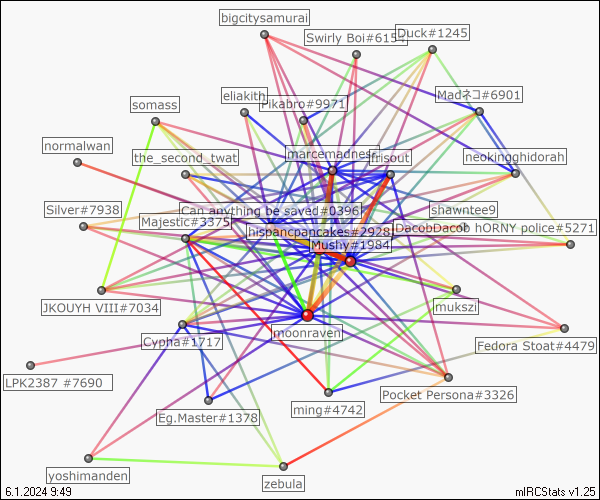 bigcitysamurai
Swirly Boi#6154
Duck#1245
eliakith
Pikabro#9971
Madネコ#6901
somass
normalwan
the_second_twat
marcemadness
frisout
neokingghidorah
Silver#7938
Can anything be saved#0396
shawntee9
Majestic#3375
hispancpancakes#2928
DacobDacob hORNY police#5271
Mushy#1984
JKOUYH VIII#7034
mukszi
moonraven
Cypha#1717
Fedora Stoat#4479
LPK2387 #7690
Pocket Persona#3326
Eg.Master#1378
ming#4742
yoshimanden
zebula
6.1.2024 9:49
mIRCStats v1.25